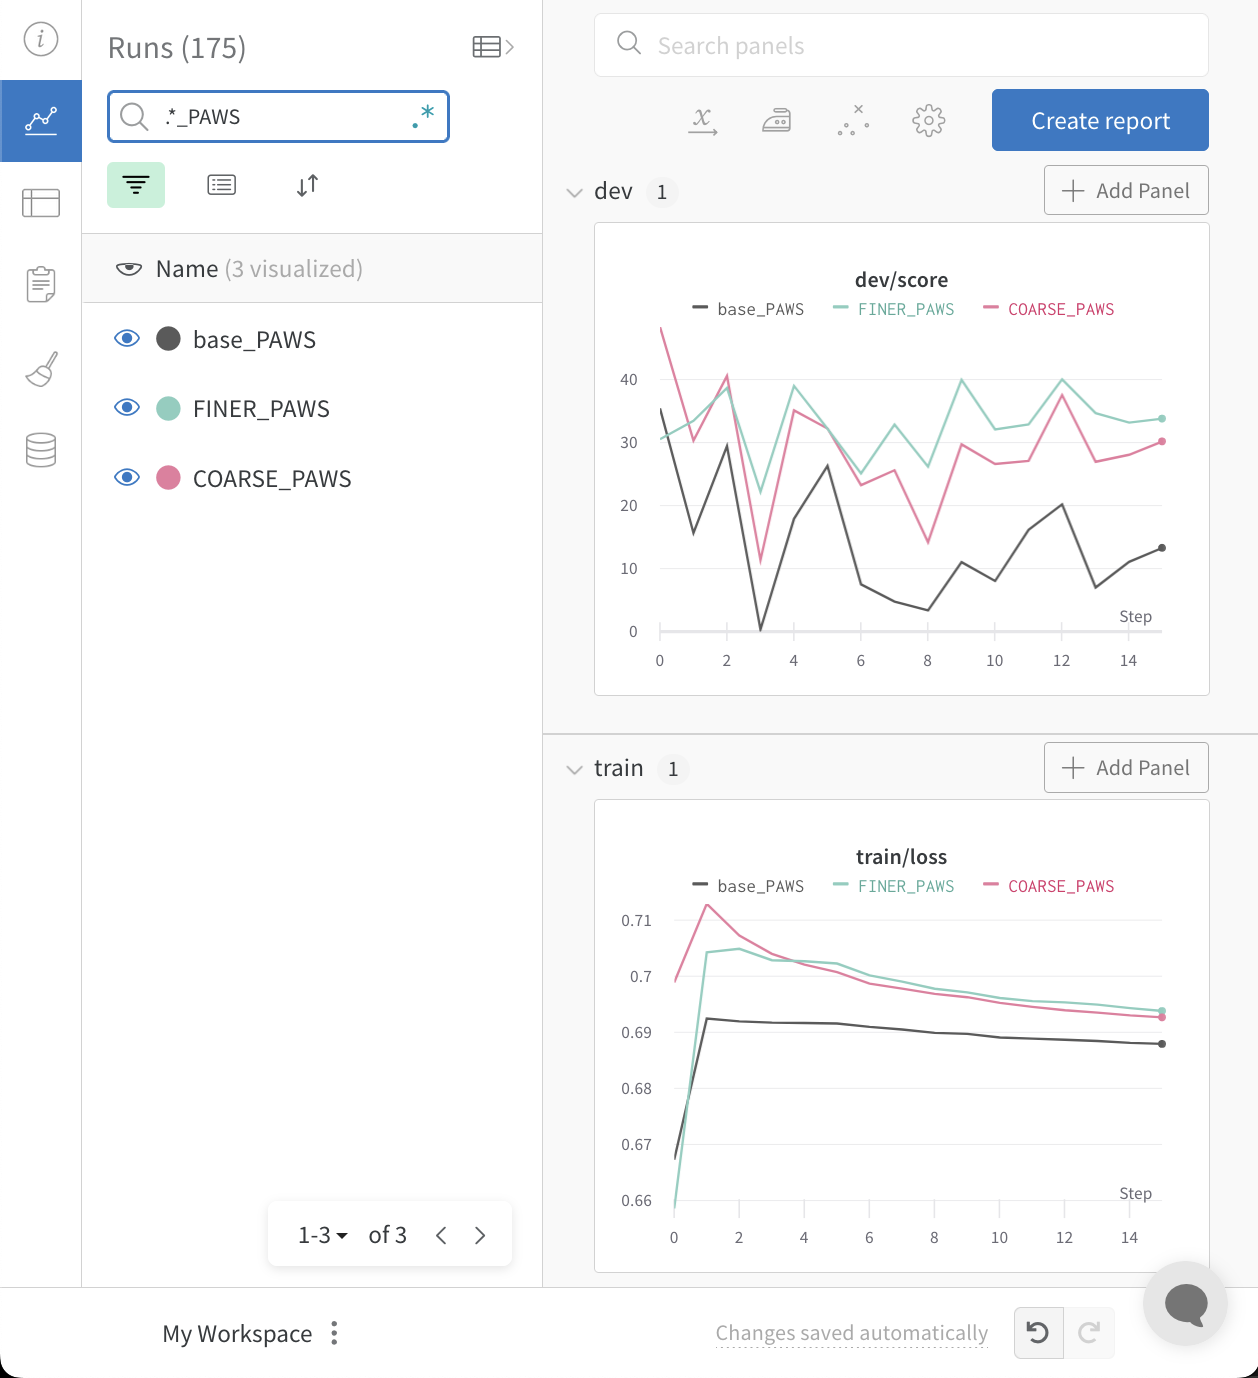 Runs (175)
.*_PAWS
.*
Name (3 visualized)
base_PAWS
FINER_PAWS
COARSE_PAWS
1-3 of 3
Search panels
x
Create report
dev 1
Add Panel
dev/score
base_PAWS FINER_PAWS COARSE_PAWS
40
30
20
10
0
Step
0 2 4 6 8 10 12 14
train 1
Add Panel
train/loss
base_PAWS FINER_PAWS COARSE_PAWS
0.71
0.7
0.69
0.68
0.67
0.66
Step
0 2 4 6 8 10 12 14
My Workspace
Changes saved automatically